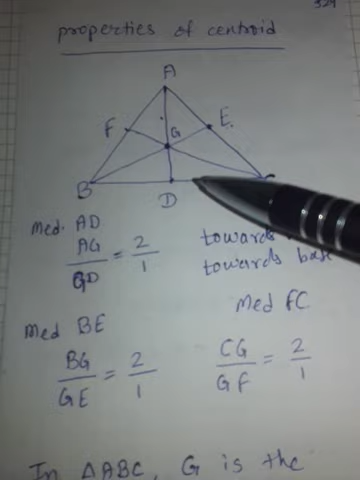 329
properties of centroid
A
F
E
G
B
D
Med. AD
AG/GD = 2/1
towards
towards base
Med BE
BG/GE = 2/1
Med FC
CG/GF = 2/1
In ΔABC, G is the